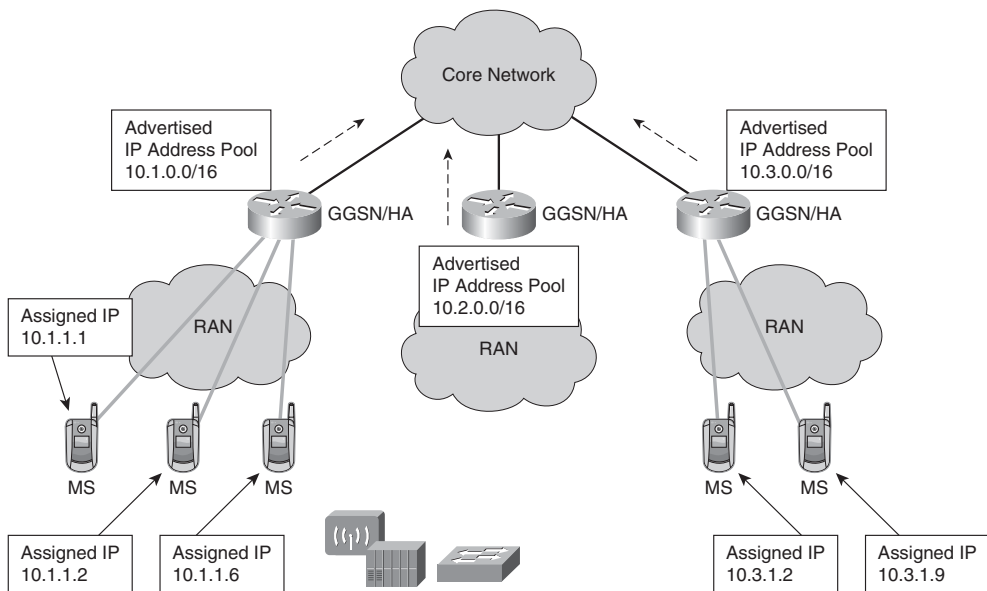 Core Network
Advertised
IP Address Pool
10.1.0.0/16
Advertised
IP Address Pool
10.3.0.0/16
GGSN/HA
GGSN/HA
GGSN/HA
Advertised
IP Address Pool
10.2.0.0/16
Assigned IP
10.1.1.1
RAN
RAN
RAN
MS
MS
MS
MS
MS
Assigned IP
10.1.1.2
Assigned IP
10.1.1.6
Assigned IP
10.3.1.2
Assigned IP
10.3.1.9